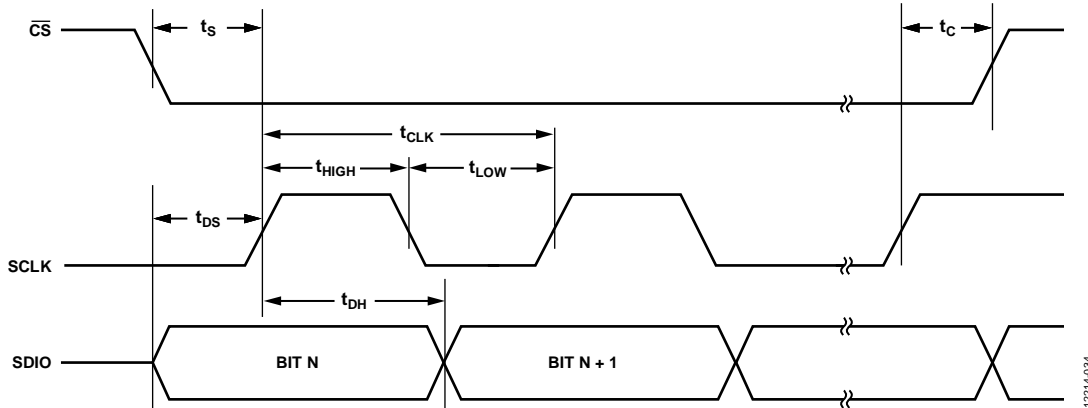 CS
tS
tC
tCLK
tHIGH
tLOW
tDS
SCLK
tDH
SDIO
BIT N
BIT N + 1